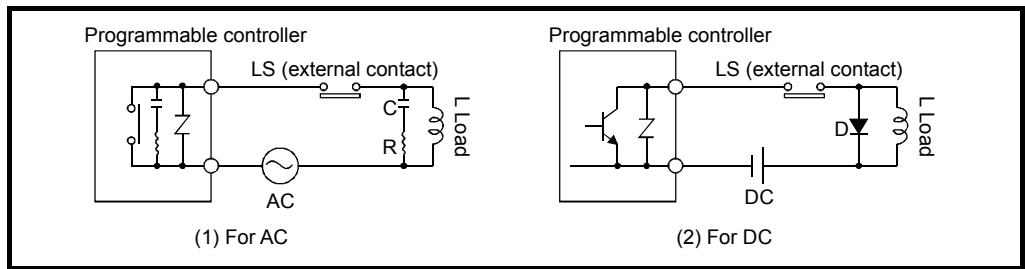 Programmable controller
LS (external contact)
C
R
L Load
AC
(1) For AC
Programmable controller
LS (external contact)
D
L Load
DC
(2) For DC